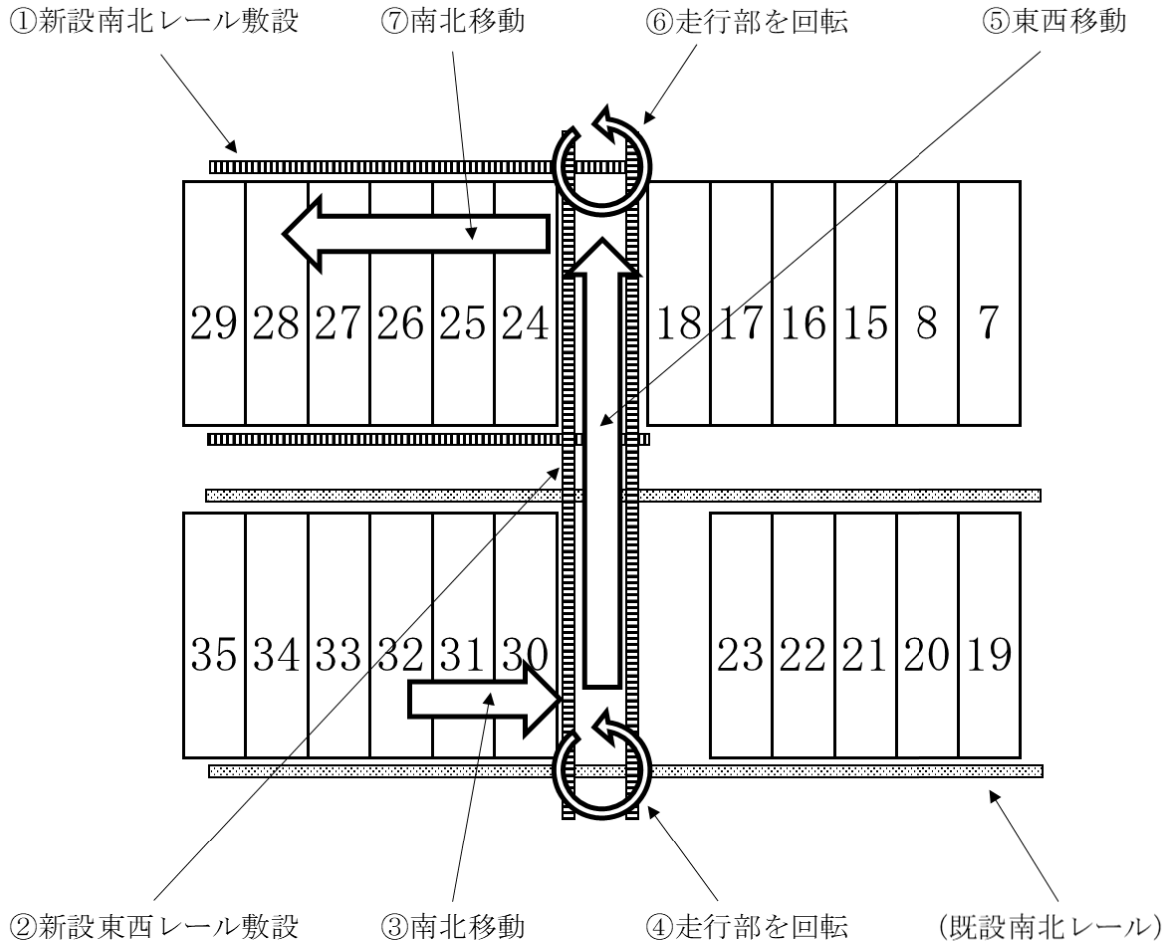 ①新設南北レール敷設 ⑦南北移動 ⑥走行部を回転 ⑤東西移動
29 28 27 26 25 24 18 17 16 15 8 7
35 34 33 32 31 30 23 22 21 20 19
②新設東西レール敷設 ③南北移動 ④走行部を回転 (既設南北レール)